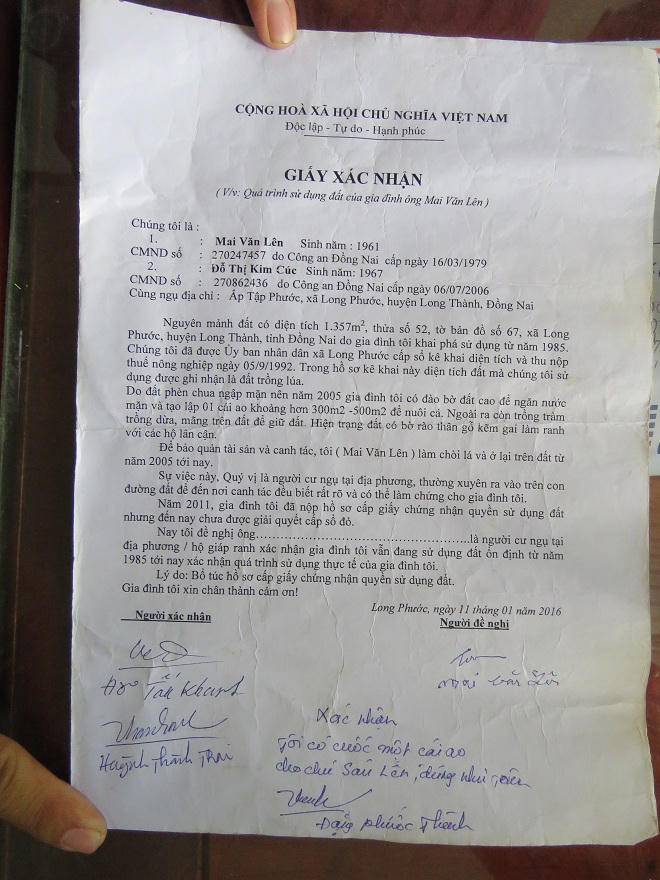 CỘNG HOÀ XÃ HỘI CHỦ NGHĨA VIỆT NAM
Độc lập - Tự do - Hạnh phúc
GIẤY XÁC NHẬN
( V/v: Quá trình sử dụng đất của gia đình ông Mai Văn Lên )
Chúng tôi là :
1. : Mai Văn Lên Sinh năm : 1961
CMND số : 270247457 do Công an Đồng Nai cấp ngày 16/03/1979
2. : Đỗ Thị Kim Cúc Sinh năm: 1967
CMND số : 270862436 do Công an Đồng Nai cấp ngày 06/07/2006
Cùng ngụ địa chỉ : Ấp Tập Phước, xã Long Phước, huyện Long Thành, Đồng Nai
Nguyên mảnh đất có diện tích 1.357m², thửa số 52, tờ bản đồ số 67, xã Long
Phước, huyện Long Thành, tỉnh Đồng Nai do gia đình tôi khai phá sử dụng từ năm 1985.
Chúng tôi đã được Ủy ban nhân dân xã Long Phước cấp sổ kê khai diện tích và thu nộp
thuế nông nghiệp ngày 05/9/1992. Trong hồ sơ kê khai này diện tích đất mà chúng tôi sử
dụng được ghi nhận là đất trồng lúa.
Do đất phèn chua ngập mặn nên năm 2005 gia đình tôi có đào bờ đất cao để ngăn nước
mặn và tạo lập 01 cái ao khoảng hơn 300m2 -500m2 để nuôi cá. Ngoài ra còn trồng tràm
trồng dừa, mãng trên đất để giữ đất. Hiện trạng đất có bờ rào thân gỗ kẽm gai làm ranh
với các hộ lân cận.
Để bảo quản tài sản và canh tác, tôi ( Mai Văn Lên ) làm chòi lá và ở lại trên đất từ
năm 2005 tới nay.
Sự việc này, Quý vị là người cư ngụ tại địa phương, thường xuyên ra vào trên con
đường đất để đến nơi canh tác đều biết rất rõ và có thể làm chứng cho gia đình tôi.
Năm 2011, gia đình tôi đã nộp hồ sơ cấp giấy chứng nhận quyền sử dụng đất
nhưng đến nay chưa được giải quyết cấp sổ đỏ.
Nay tôi đề nghị ông……………………………………………..là người cư ngụ tại
địa phương / hộ giáp ranh xác nhận gia đình tôi vẫn đang sử dụng đất ổn định từ năm
1985 tới nay xác nhận quá trình sử dụng thực tế của gia đình tôi.
Lý do: Bổ túc hồ sơ cấp giấy chứng nhận quyền sử dụng đất.
Gia đình tôi xin chân thành cảm ơn!
Long Phước, ngày 11 tháng 01 năm 2016
Người xác nhận Người đề nghị
Tấn Khanh
Mai Văn Lên
Huỳnh Thành Trai
Xác nhận
Tôi có cuốc một cái ao
cho chú Sáu Lên, đúng như trên
Đặng Phước Thành